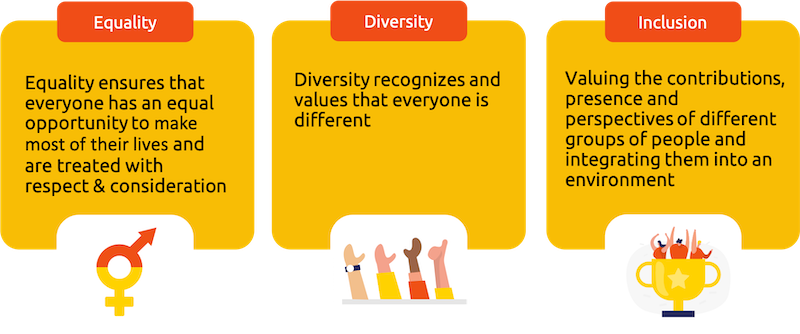 Equality
Equality ensures that
everyone has an equal
opportunity to make
most of their lives and
are treated with
respect & consideration
Diversity
Diversity recognizes and
values that everyone is
different
Inclusion
Valuing the contributions,
presence and
perspectives of different
groups of people and
integrating them into an
environment